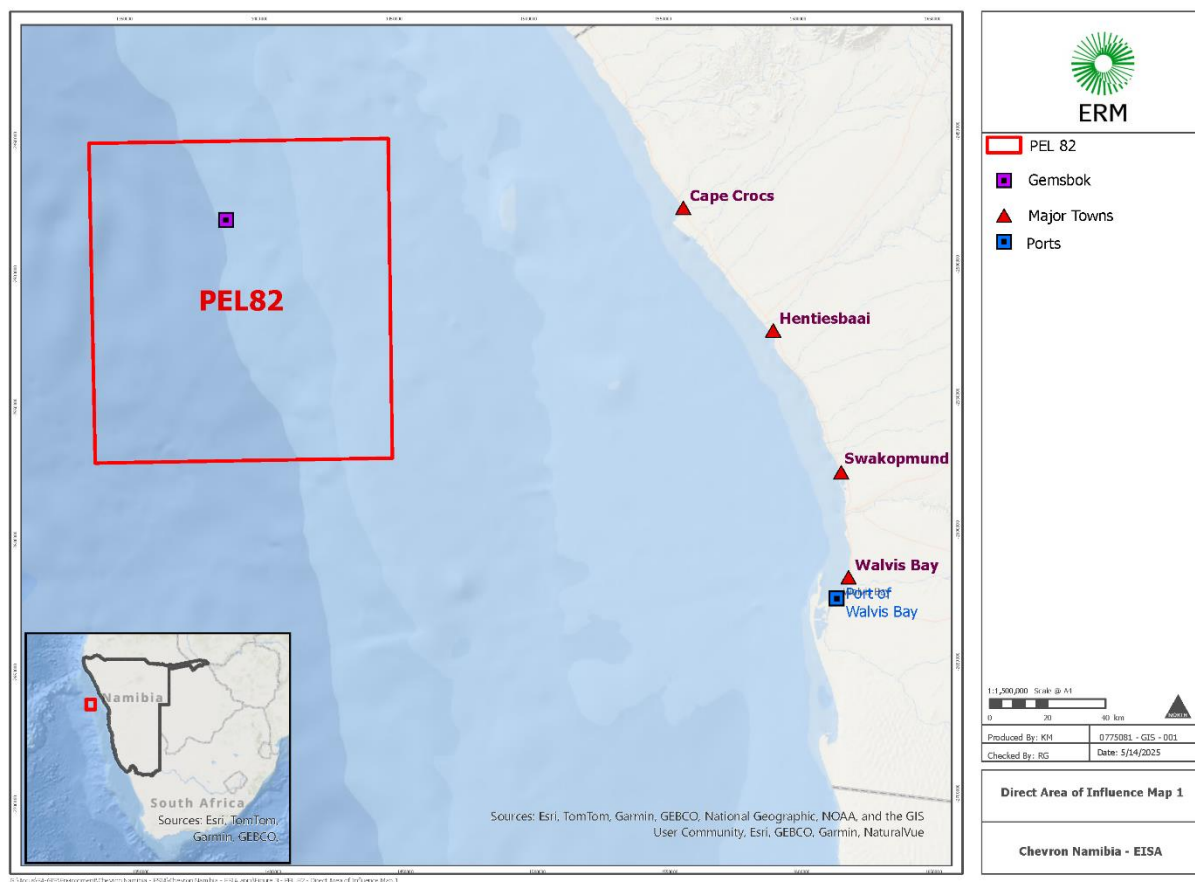 ERM
PEL 82
Gemsbok
Major Towns
Ports
Cape Crocs
PEL82
Hentiesbaai
Swakopmund
Walvis Bay
Port of
Walvis Bay
Namibia
South Africa
Sources: Esri, TomTom,
Garmin, GEBCO,
Sources: Esri, TomTom, Garmin, GEBCO, National Geographic, NOAA, and the GIS
User Community, Esri, GEBCO, Garmin, NaturalVue
1:1,500,000 Scale @ A4
0 20 40 km
NORTH
Produced By: KM
0775081 - GIS - 001
Checked By: RG
Date: 5/14/2025
Direct Area of Influence Map 1
Chevron Namibia - EISA